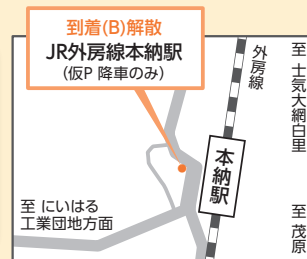 到着(B)解散
JR外房線本納駅
(仮P 降車のみ)
外房線
至 士気大網白里
本納駅
至 にいはる
工業団地方面
至 茂原